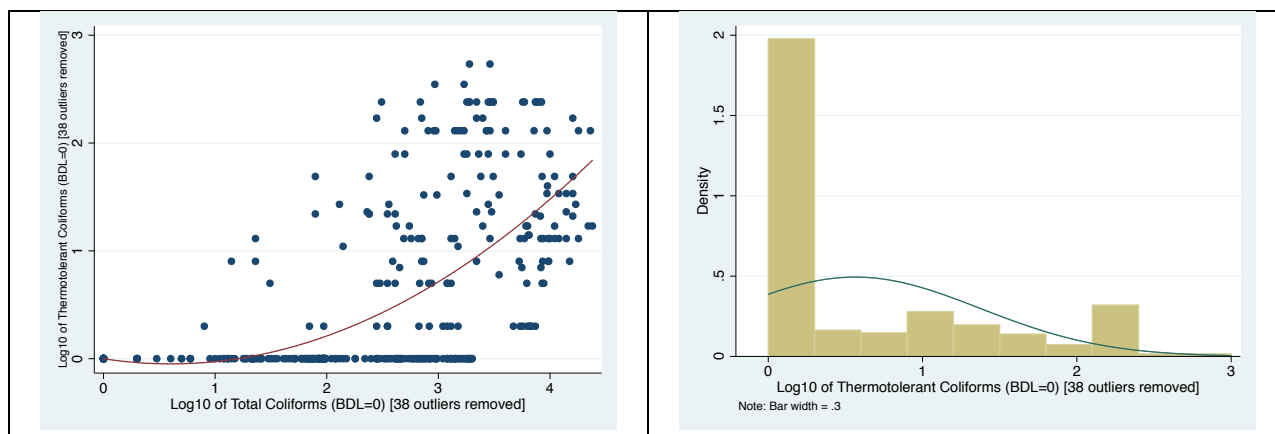 Log10 of Thermotolerant Coliforms (BDL=0) [38 outliers removed]
3
2
1
0
0 1 2 3 4
Log10 of Total Coliforms (BDL=0) [38 outliers removed]
Density
2
1.5
1
.5
0
0 1 2 3
Log10 of Thermotolerant Coliforms (BDL=0) [38 outliers removed]
Note: Bar width = .3